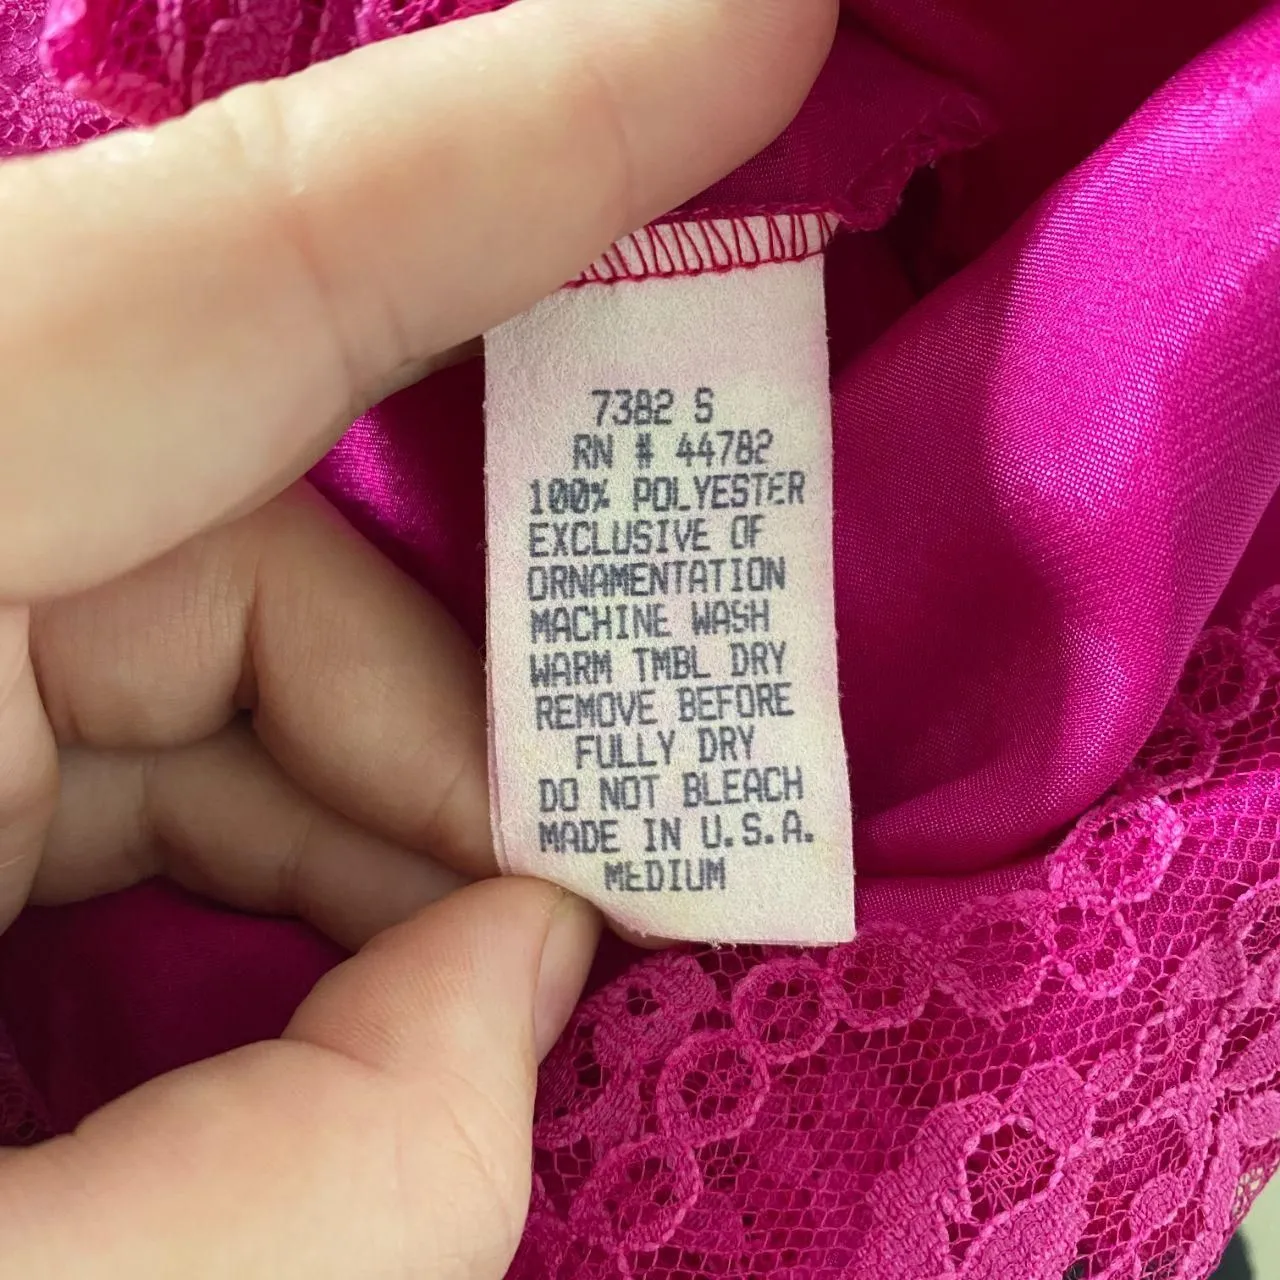 7382 S
RN # 44782
100% POLYESTER
EXCLUSIVE OF
ORNAMENTATION
MACHINE WASH
WARM TMBL DRY
REMOVE BEFORE
FULLY DRY
DO NOT BLEACH
MADE IN U.S.A.
MEDIUM